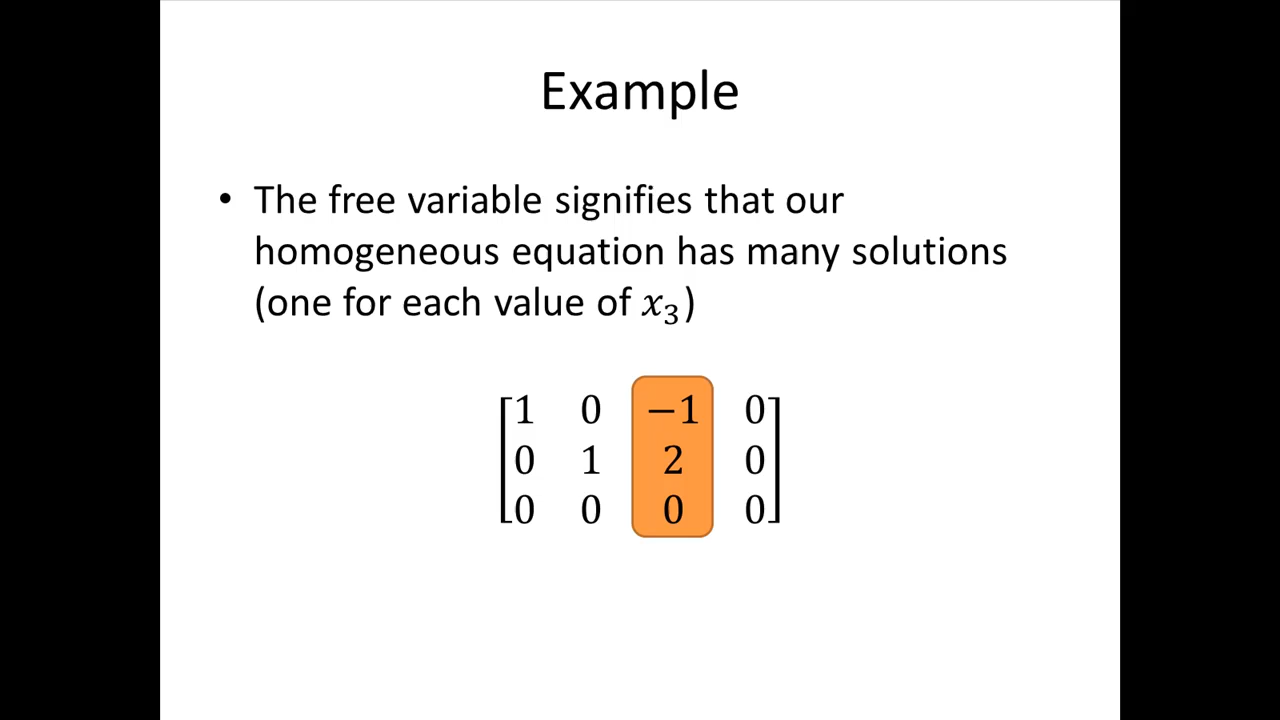 Example
• The free variable signifies that our
homogeneous equation has many solutions
(one for each value of x₃)
1 0 −1 0
0 1 2 0
0 0 0 0